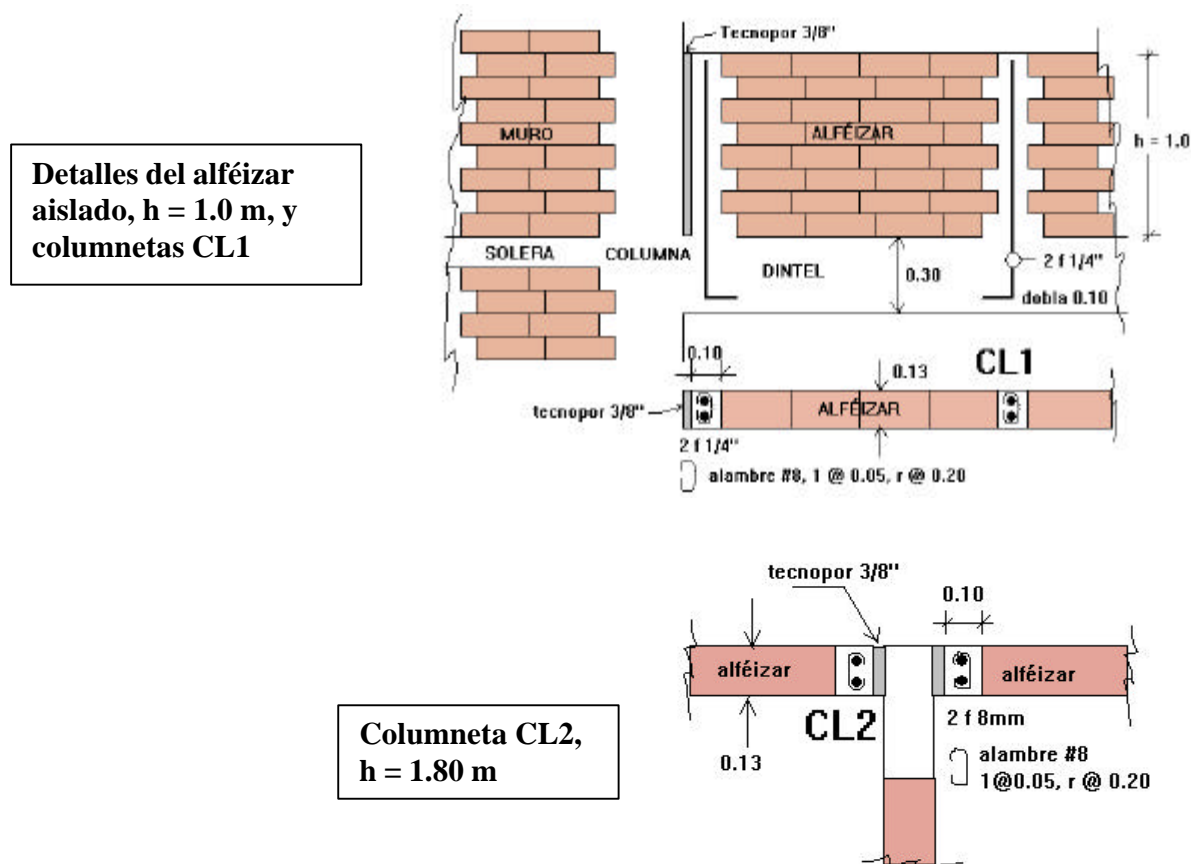 Tecnopor 3/8"
MURO
ALFÉIZAR
h = 1.0
Detalles del alféizar
aislado, h = 1.0 m, y
columnetas CL1
SOLERA
COLUMNA
DINTEL
0.30
2 f 1/4"
dobla 0.10
0.10
0.13
CL1
tecnopor 3/8"
ALFÉIZAR
2 f 1/4"
alambre #8, 1 @ 0.05, r @ 0.20
tecnopor 3/8"
0.10
alféizar
alféizar
CL2
2 f 8mm
Columneta CL2,
h = 1.80 m
0.13
alambre #8
1@0.05, r @ 0.20